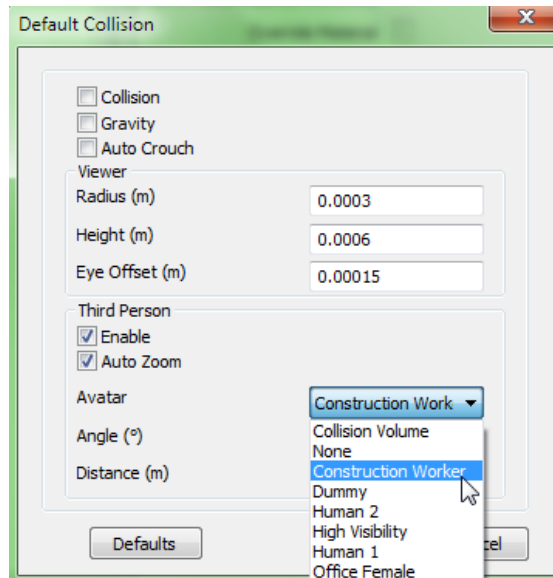 Default Collision
Collision
Gravity
Auto Crouch
Viewer
Radius (m) 0.0003
Height (m) 0.0006
Eye Offset (m) 0.00015
Third Person
Enable
Auto Zoom
Avatar Construction Work
Angle (°) Collision Volume
None
Distance (m) Construction Worker
Dummy
Human 2
Defaults High Visibility
Human 1
Office Female